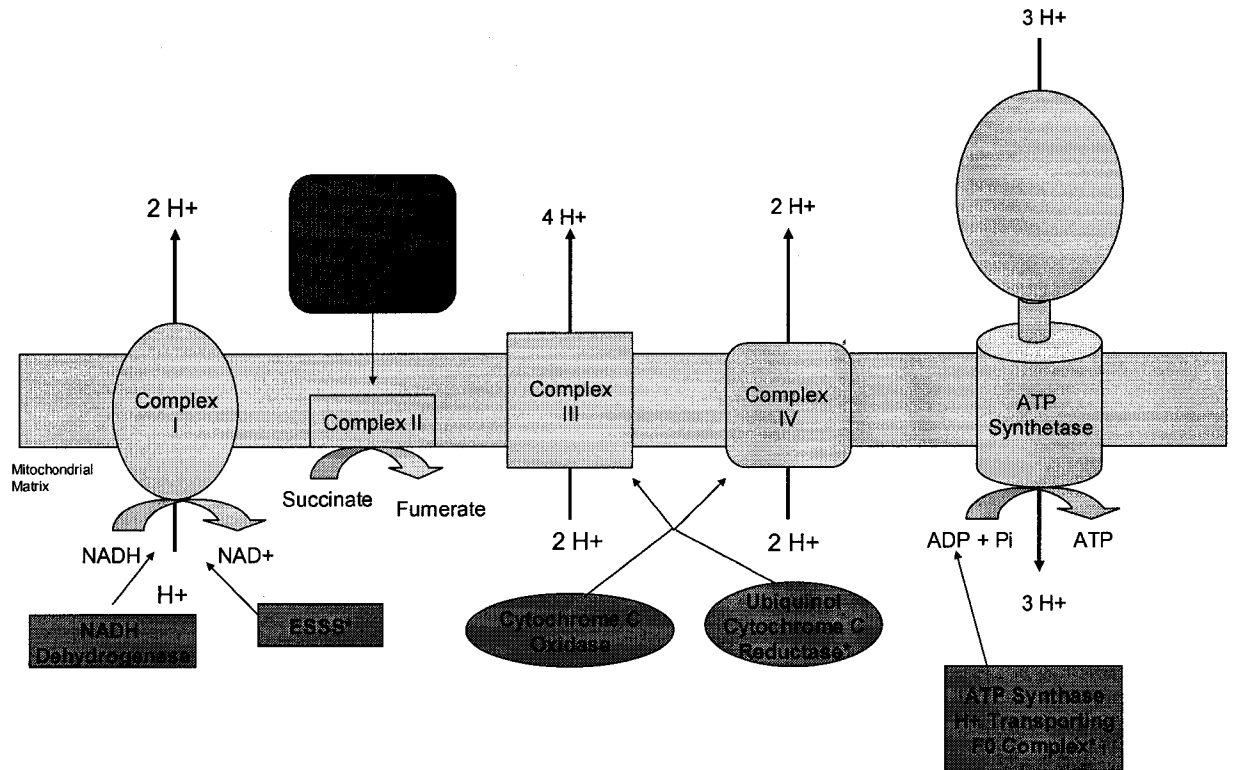 3 H+
2 H+
4 H+
2 H+
Complex
I
Complex II
Complex
III
Complex
IV
ATP
Synthetase
Mitochondrial
Matrix
Succinate
Fumerate
NADH
NAD+
H+
2 H+
2 H+
ADP + Pi
ATP
3 H+
NADH
Dehydrogenase
ESSS*
Cytochrome C
Oxidase
Ubiquinol
Cytochrome C
Reductase*
ATP Synthase
H+ Transporting
F0 Complex*